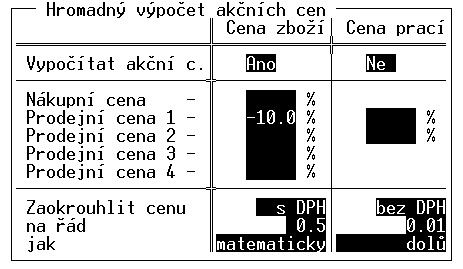 Hromadný výpočet akčních cen
Cena zboží Cena prací
Vypočítat akční c. Ano Ne
Nákupní cena - %
Prodejní cena 1 - -10.0 % %
Prodejní cena 2 - % %
Prodejní cena 3 - %
Prodejní cena 4 - %
Zaokrouhlit cenu s DPH bez DPH
na řád 0.5 0.01
jak matematicky dolů